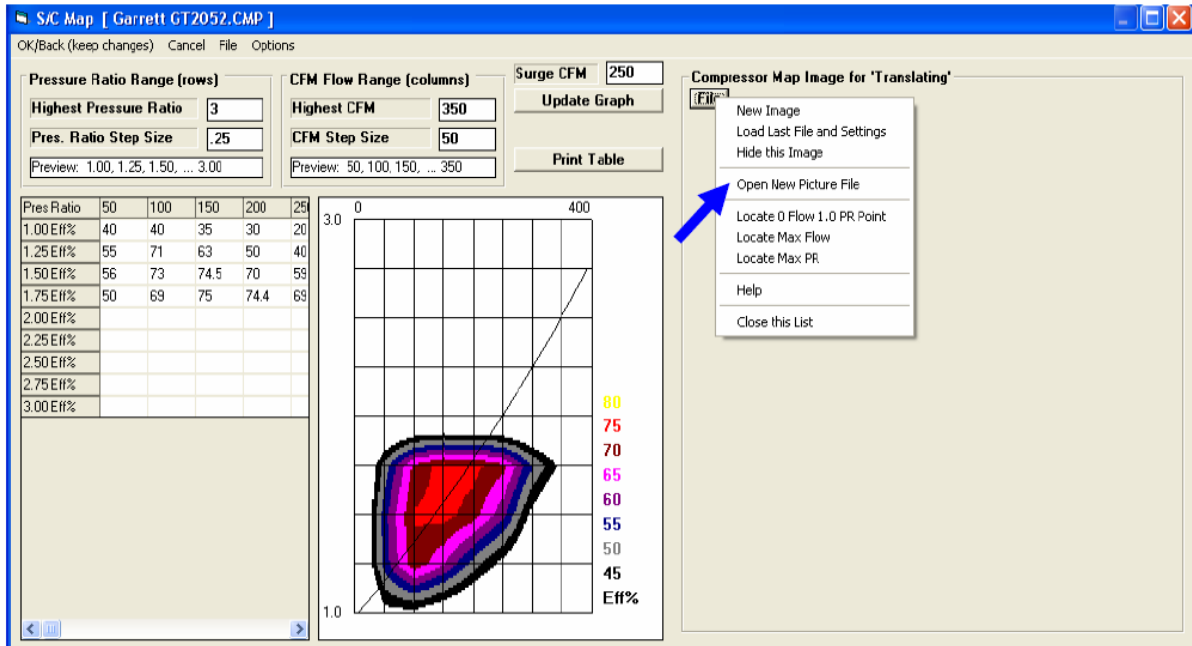 S/C Map [ Garrett GT2052.CMP ]
OK/Back (keep changes) Cancel File Options
Pressure Ratio Range (rows)
Highest Pressure Ratio 3
Pres. Ratio Step Size .25
Preview: 1.00, 1.25, 1.50, ... 3.00
CFM Flow Range (columns)
Highest CFM 350
CFM Step Size 50
Preview: 50, 100, 150, ... 350
Surge CFM 250
Update Graph
Print Table
Pres Ratio 50 100 150 200
1.00 Eff% 40 40 35 30 20
1.25 Eff% 55 71 63 50 40
1.50 Eff% 56 73 74.5 70 59
1.75 Eff% 50 69 75 74.4 69
2.00 Eff%
2.25 Eff%
2.50 Eff%
2.75 Eff%
3.00 Eff%
0 400
3.0
1.0
80
75
70
65
60
55
50
45
Eff%
Compressor Map Image for 'Translating'
File
New Image
Load Last File and Settings
Hide this Image
Open New Picture File
Locate 0 Flow 1.0 PR Point
Locate Max Flow
Locate Max PR
Help
Close this List